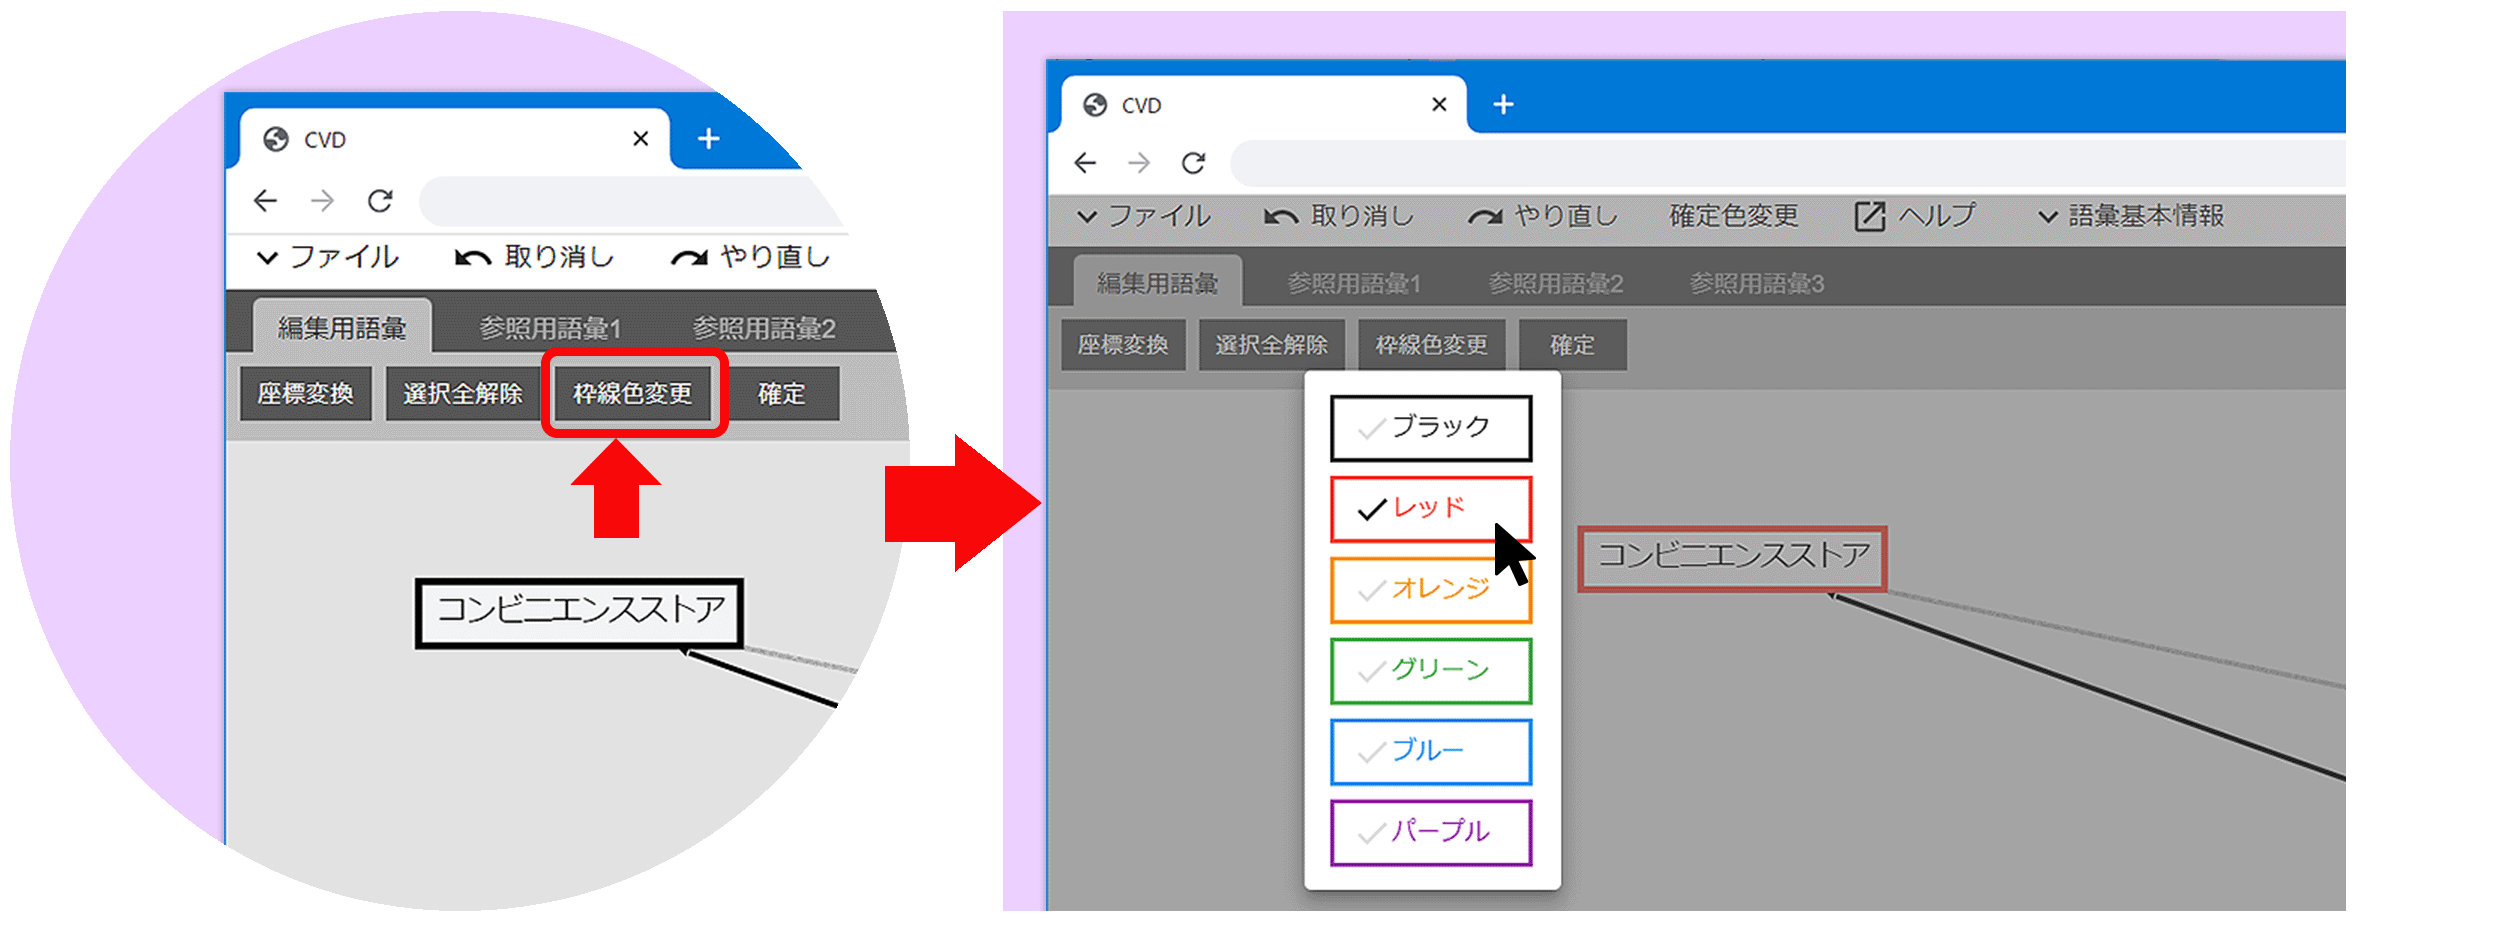 CVD
ファイル 取り消し やり直し
編集用語彙 参照用語彙1 参照用語彙2
座標変換 選択全解除 枠線色変更 確定
コンビニエンスストア
CVD
ファイル 取り消し やり直し 確定色変更 ヘルプ 語彙基本情報
編集用語彙 参照用語彙1 参照用語彙2 参照用語彙3
座標変換 選択全解除 枠線色変更 確定
ブラック
レッド
オレンジ
グリーン
ブルー
パープル
コンビニエンスストア